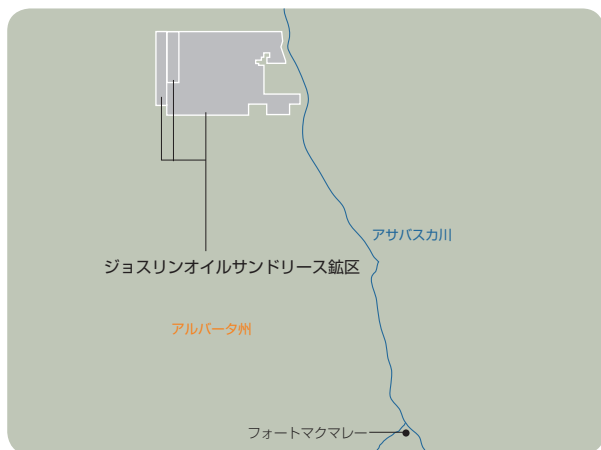 アサバスカ川
ジョスリンオイルサンドリース鉱区
アルバータ州
フォートマクマレー